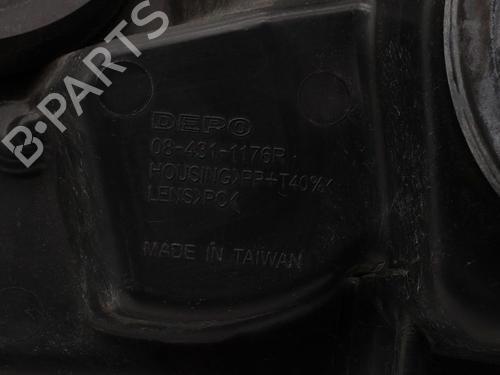 B-PARTS
DEPO
08-431-1176R
HOUSING>PP+T40%<
LENS>PC<
MADE IN TAIWAN